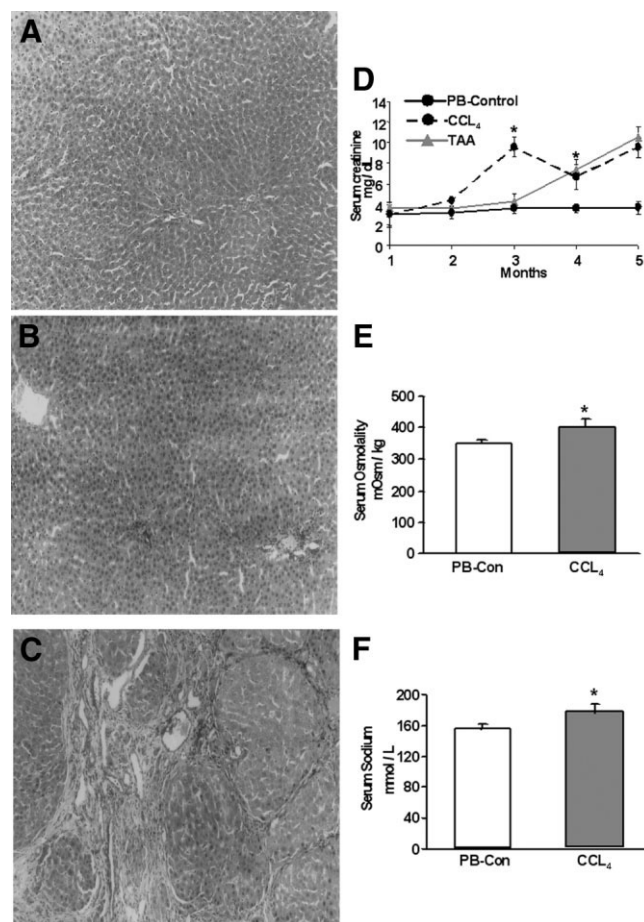 A
B
C
D
PB-Control
CCL4
TAA
Serum creatinine
mg / dL
14
12
10
8
6
4
2
0
*
*
1
2
3
4
5
Months
E
Serum Osmolality
mOsm / kg
500
400
300
200
100
0
*
PB-Con
CCL4
F
Serum Sodium
mmol / L
200
160
120
80
40
0
*
PB-Con
CCL4